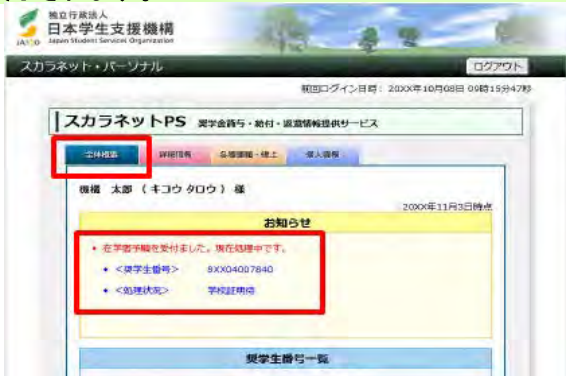 独立行政法人
日本学生支援機構
JASSO Japan Student Services Organization
スカラネット・パーソナル
ログアウト
前回ログイン日時：20XX年10月08日 09時15分47秒
スカラネットPS 奨学金貸与・給付・返還情報提供サービス
全体概要 詳細情報 各種願出・繰上 個人情報
機構 太郎（キコウ タロウ）様
20XX年11月3日時点
お知らせ
・在学猶予願を受付ました。現在処理中です。
・<奨学生番号> 8XX04007840
・<処理状況> 学校証明待
奨学生番号一覧